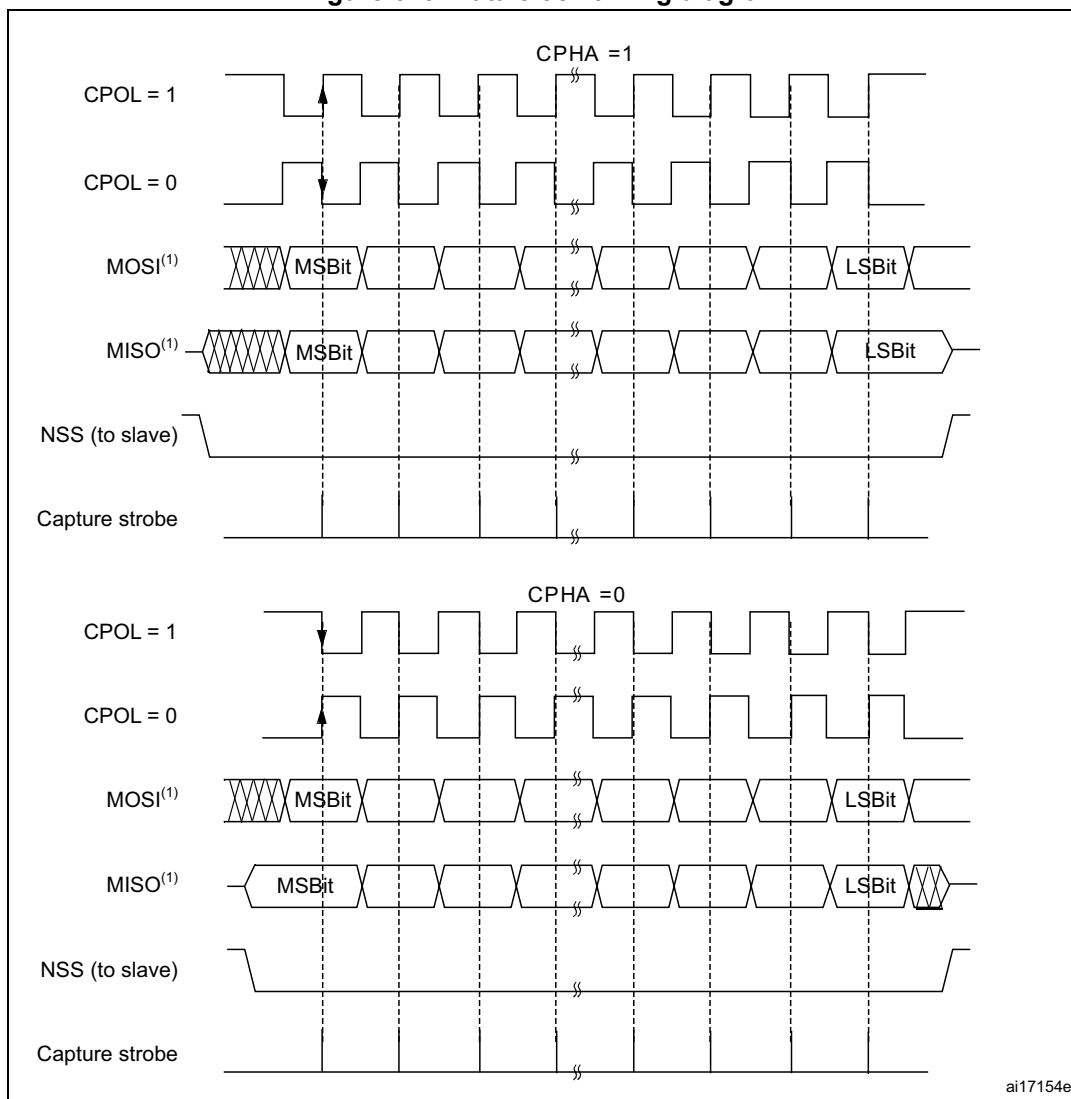 CPHA =1
CPOL = 1
CPOL = 0
MOSI(1)
MSBit
LSBit
MISO(1)
MSBit
LSBit
NSS (to slave)
Capture strobe
CPHA =0
CPOL = 1
CPOL = 0
MOSI(1)
MSBit
LSBit
MISO(1)
MSBit
LSBit
NSS (to slave)
Capture strobe
ai17154e